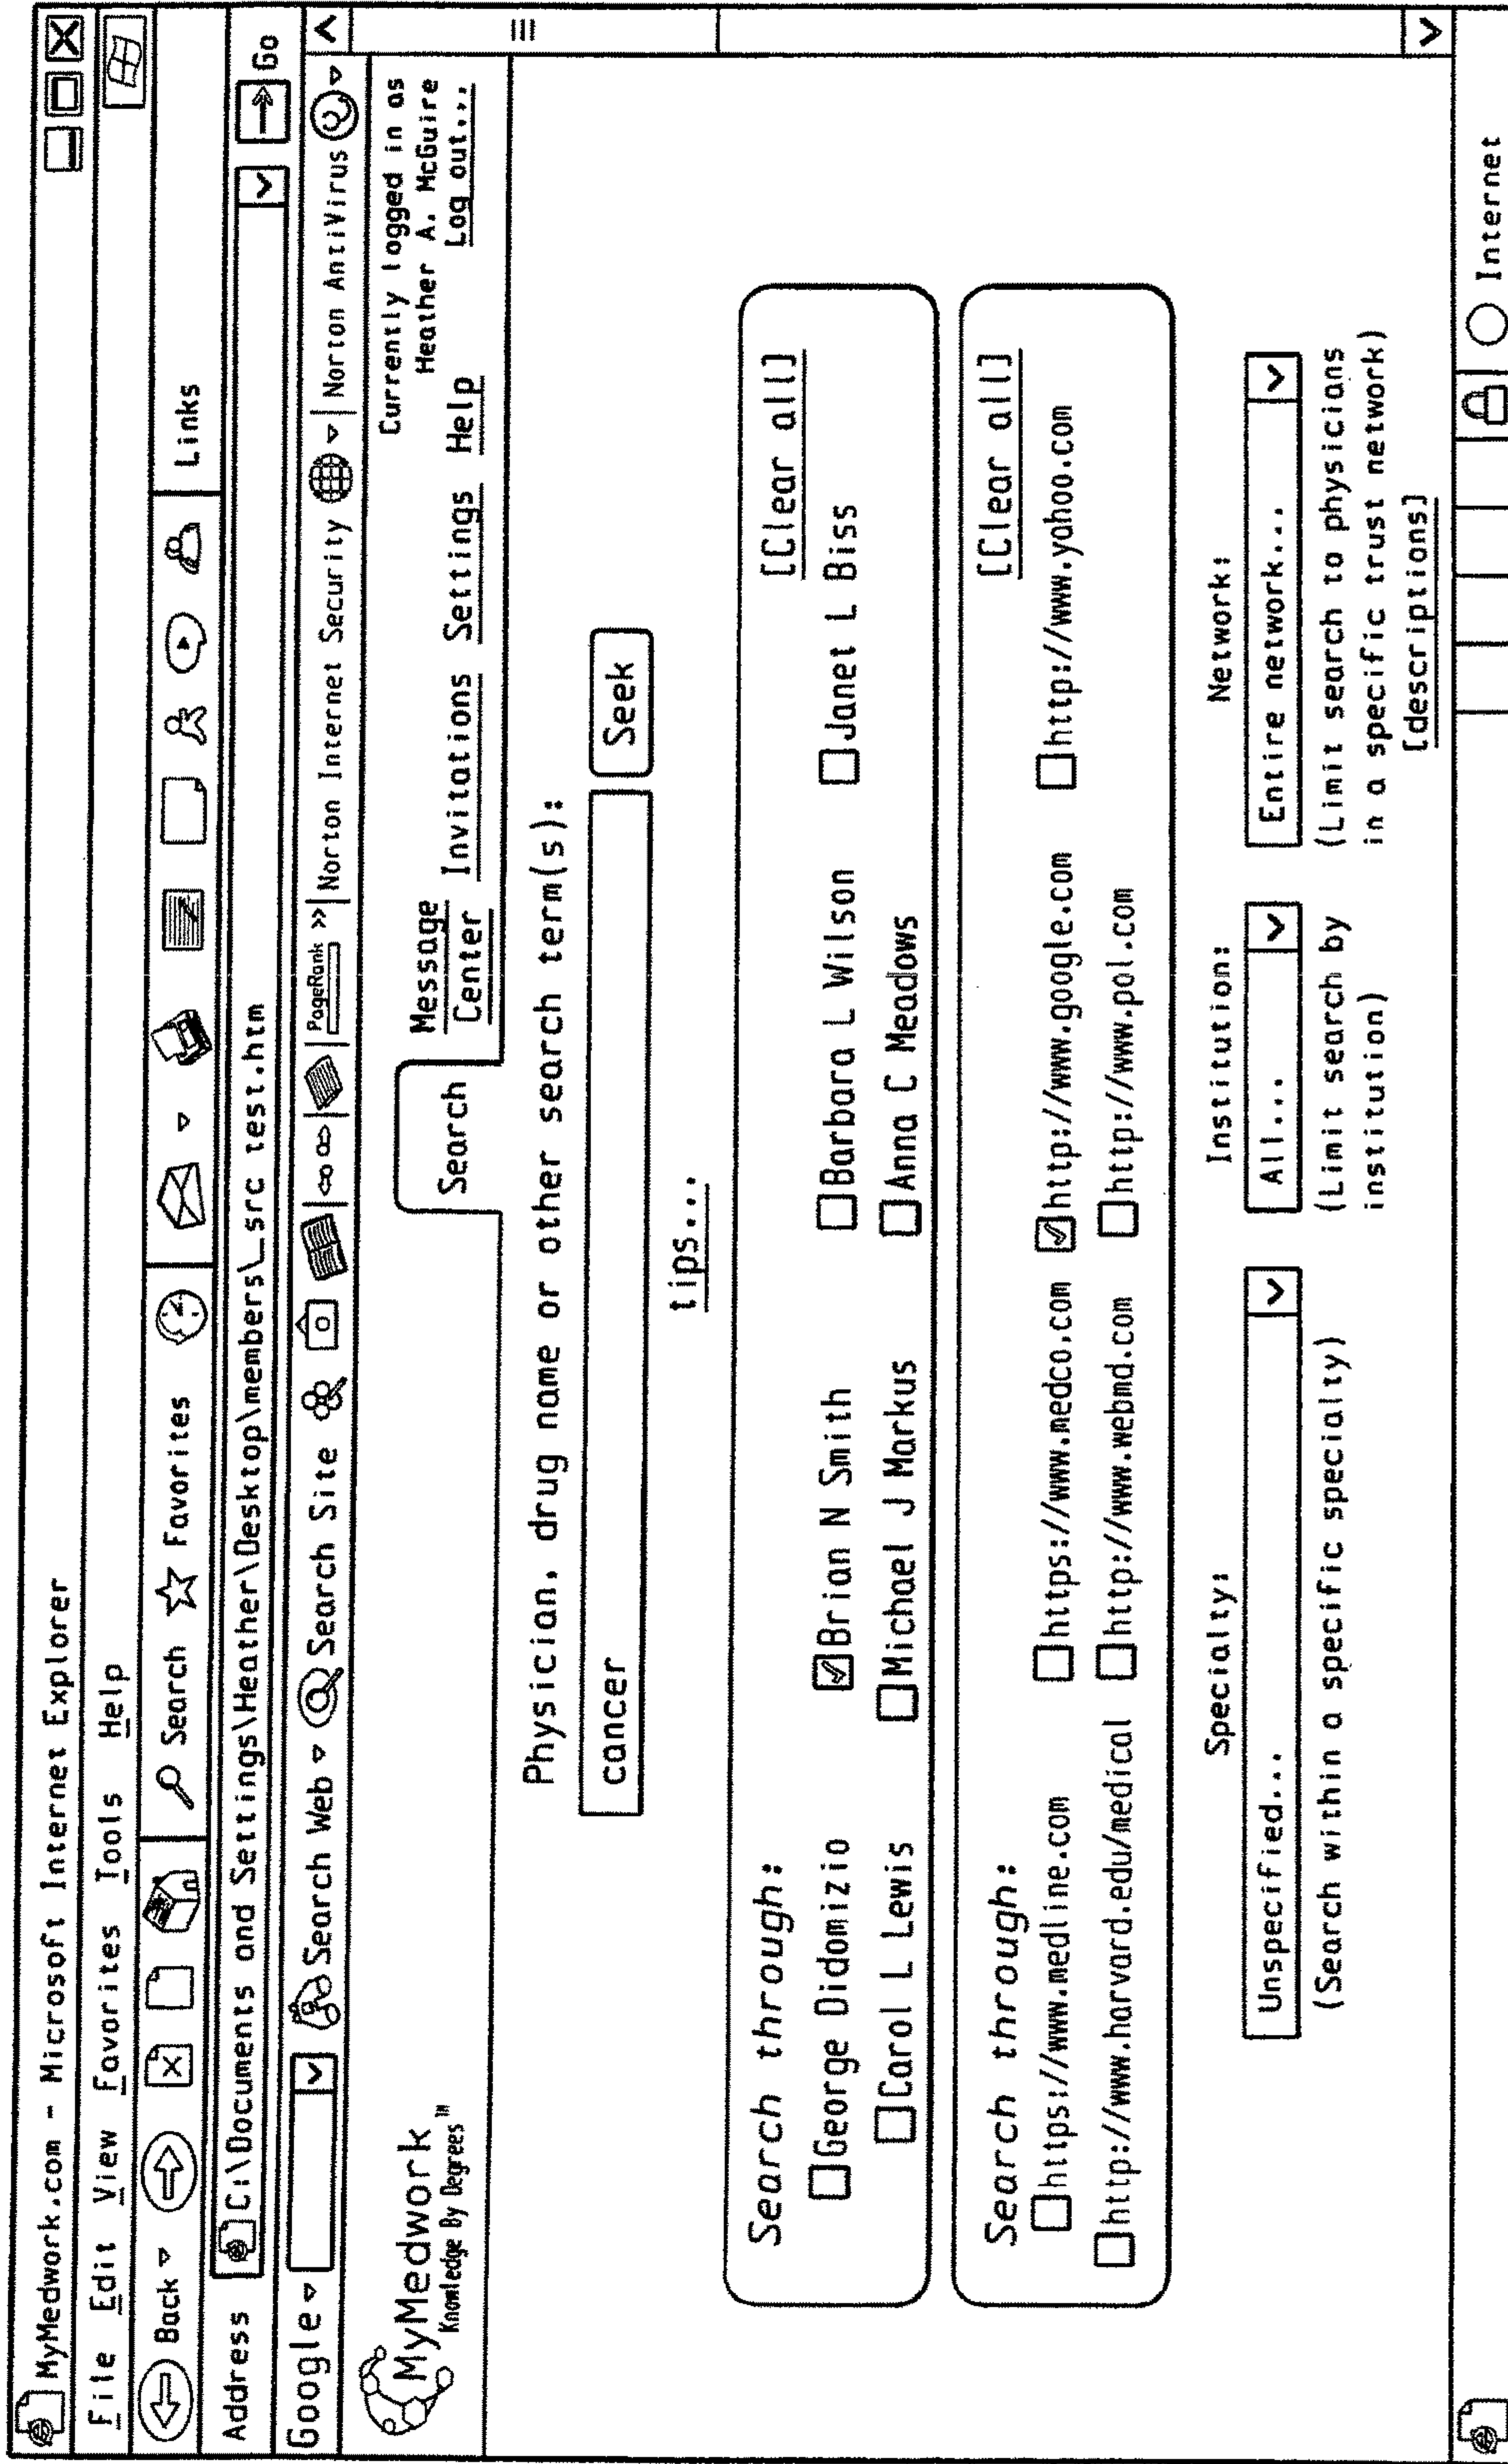 MyMedwork.com - Microsoft Internet Explorer
File Edit View Favorites Tools Help
Back Search Favorites Links
Address C:\Documents and Settings\Heather\Desktop\members\_src test.htm Go
Google Search Web Search Site PageRank >> Norton Internet Security Norton AntiVirus
MyMedwork
Knowledge By Degrees™
Currently logged in as
Heather A. McGuire
Log out...
Search Message Center Invitations Settings Help
Physician, drug name or other search term(s):
cancer Seek
tips...
Search through: [Clear all]
George Didomizio Brian N Smith Barbara L Wilson Janet L Biss
Carol L Lewis Michael J Markus Anna C Meadows
Search through: [Clear all]
https://www.medline.com https://www.medco.com http://www.google.com http://www.yahoo.com
http://www.harvard.edu/medical http://www.webmd.com http://www.pol.com
Specialty: Institution: Network:
Unspecified... All... Entire network...
(Search within a specific specialty) (Limit search by institution) (Limit search to physicians in a specific trust network)
[descriptions]
Internet